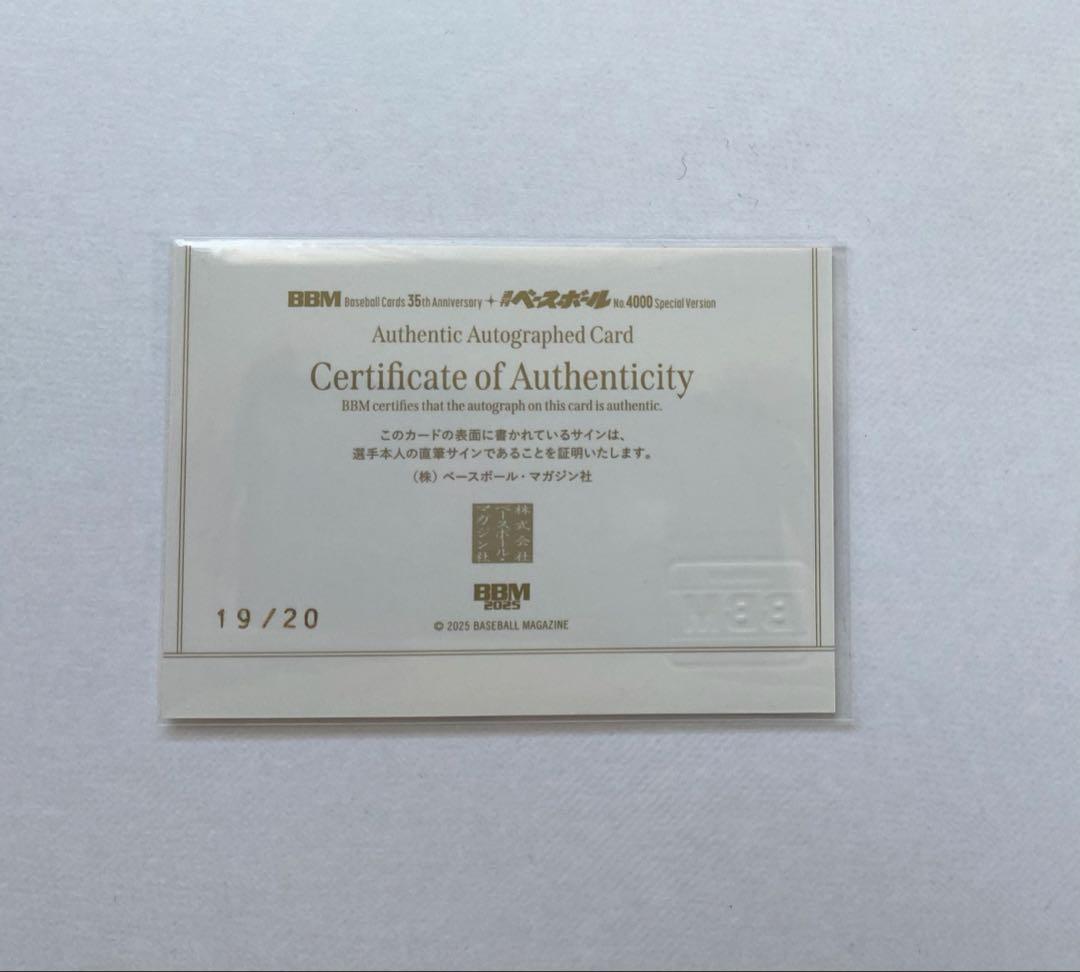 BBM Baseball Cards 35th Anniversary + 週刊ベースボール No.4000 Special Version
Authentic Autographed Card
Certificate of Authenticity
BBM certifies that the autograph on this card is authentic.
このカードの表面に書かれているサインは、
選手本人の直筆サインであることを証明いたします。
(株) ベースボール・マガジン社
株式会社
ベースボール・
マガジン社
BBM
2025
19/20
© 2025 BASEBALL MAGAZINE
BBM